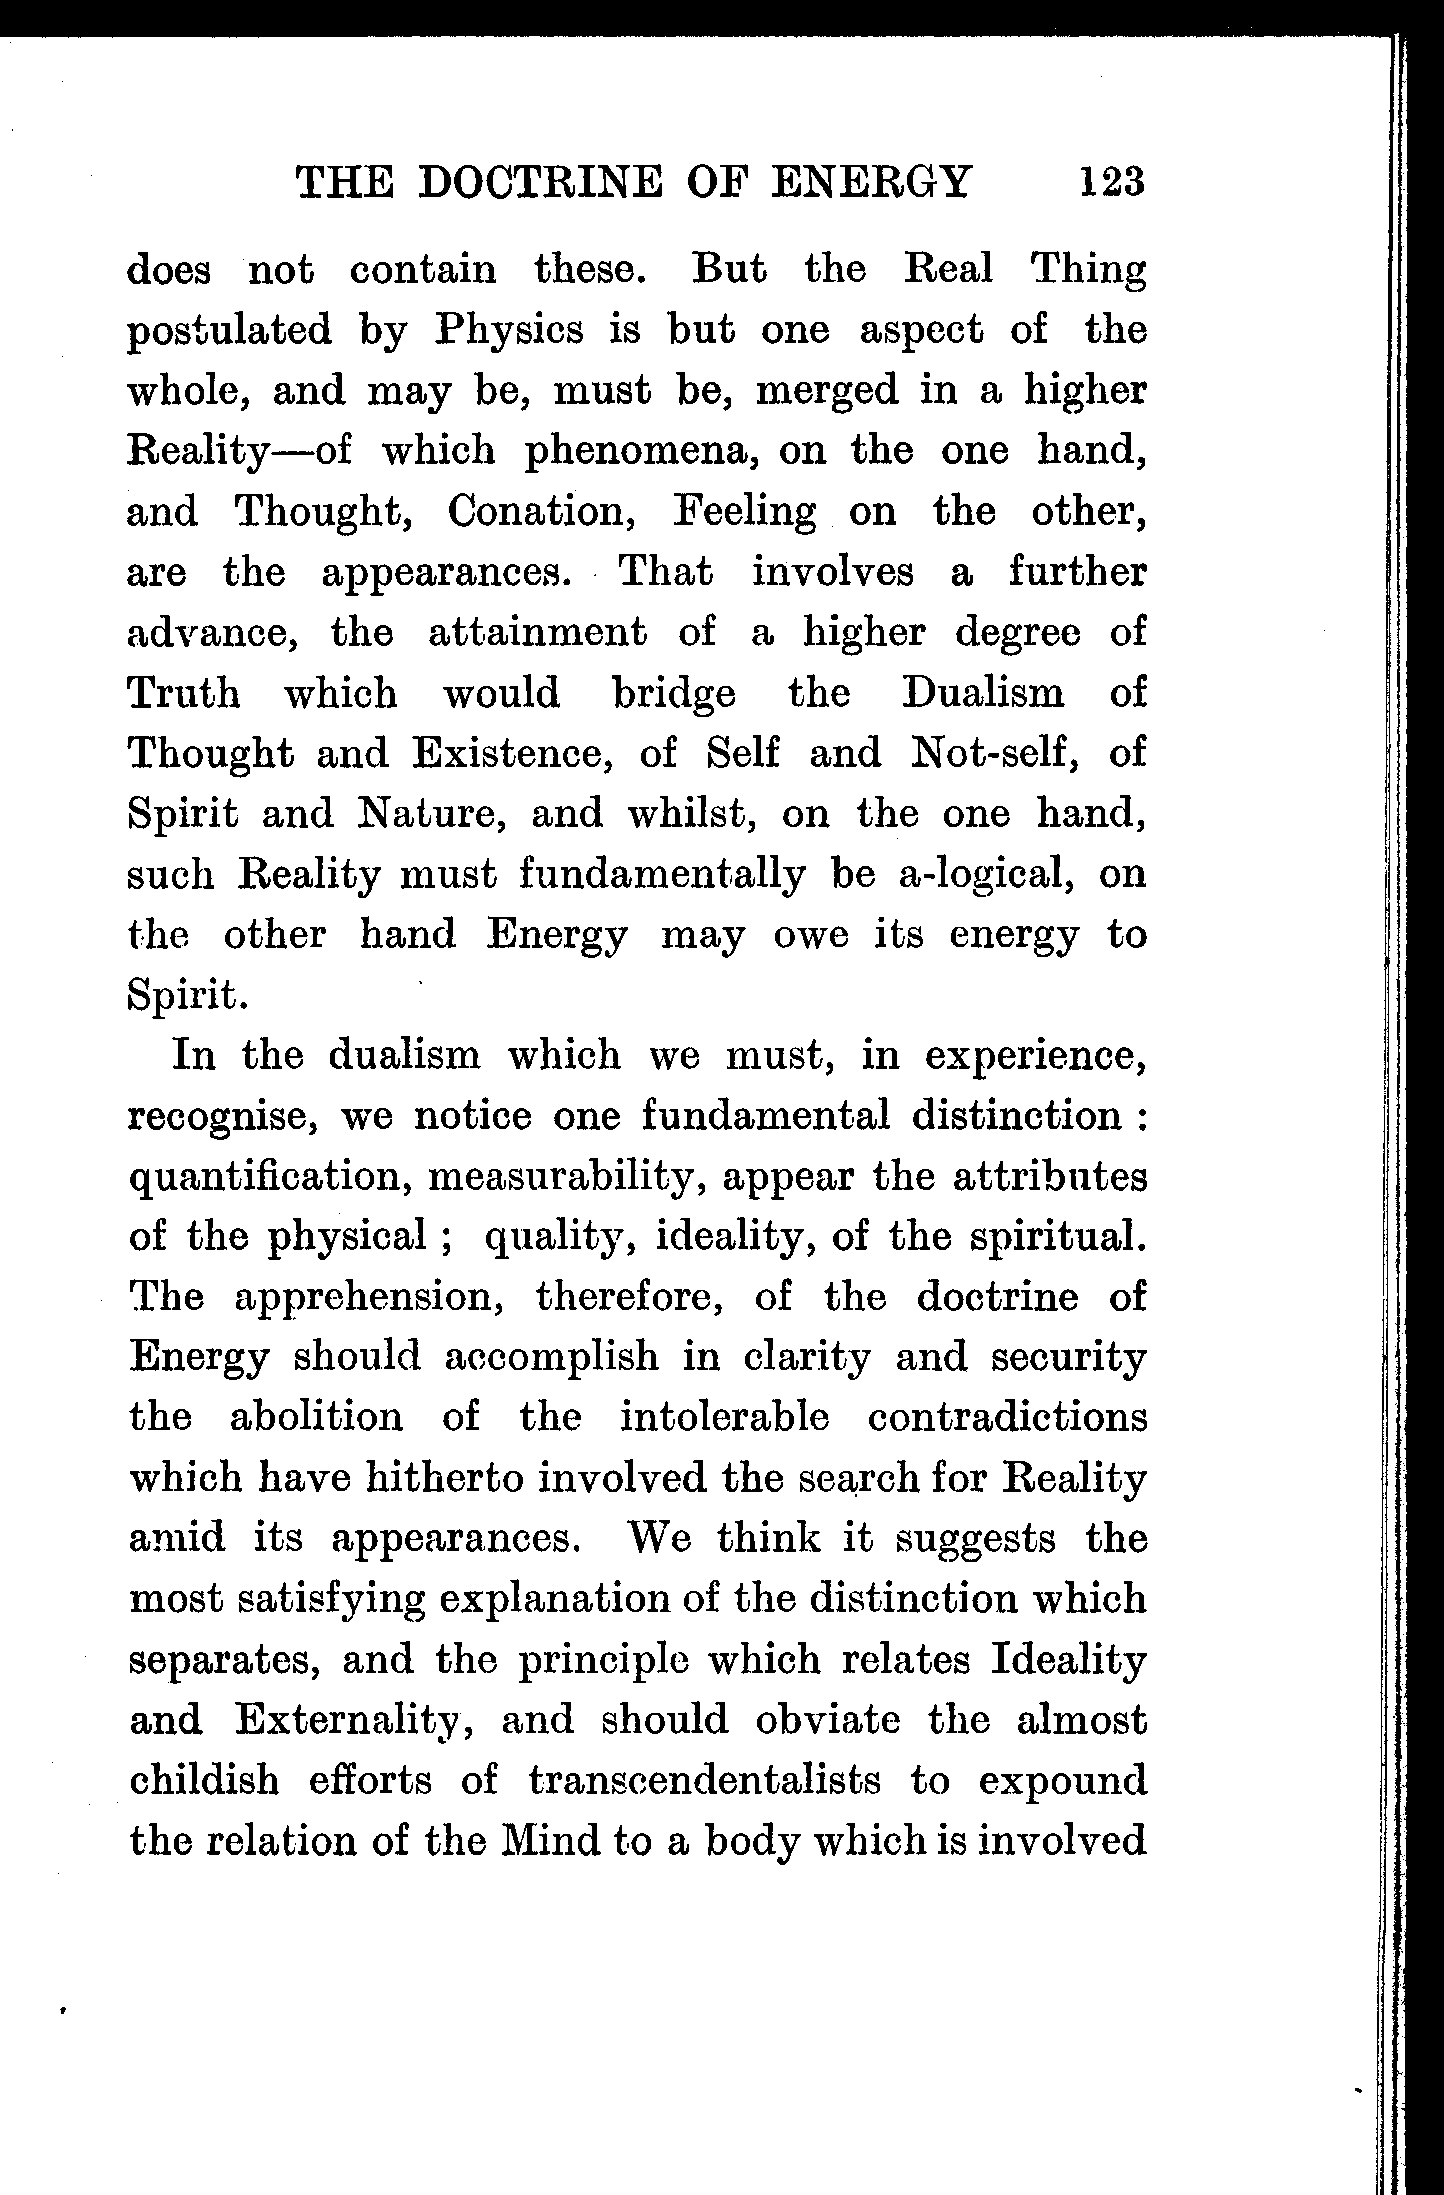 THE DOCTRINE OF ENERGY 123
does not contain these. But the Real Thing
postulated by Physics is but one aspect of the
whole, and may be, must be, merged in a higher
Reality—of which phenomena, on the one hand,
and Thought, Conation, Feeling on the other,
are the appearances. That involves a further
advance, the attainment of a higher degree of
Truth which would bridge the Dualism of
Thought and Existence, of Self and Not-self, of
Spirit and Nature, and whilst, on the one hand,
such Reality must fundamentally be a-logical, on
the other hand Energy may owe its energy to
Spirit.
In the dualism which we must, in experience,
recognise, we notice one fundamental distinction :
quantification, measurability, appear the attributes
of the physical ; quality, ideality, of the spiritual.
The apprehension, therefore, of the doctrine of
Energy should accomplish in clarity and security
the abolition of the intolerable contradictions
which have hitherto involved the search for Reality
amid its appearances. We think it suggests the
most satisfying explanation of the distinction which
separates, and the principle which relates Ideality
and Externality, and should obviate the almost
childish efforts of transcendentalists to expound
the relation of the Mind to a body which is involved